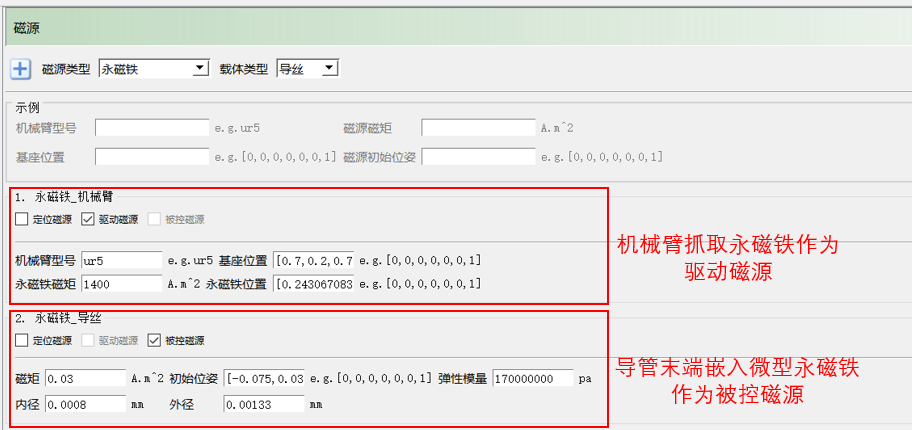 磁源
磁源类型 永磁铁 载体类型 导丝
示例
机械臂型号 e.g.ur5 磁源磁矩 A.m^2
基座位置 e.g.[0,0,0,0,0,0,1] 磁源初始位姿 e.g.[0,0,0,0,0,0,1]
1. 永磁铁_机械臂
定位磁源 驱动磁源 被控磁源
机械臂型号 ur5 e.g.ur5 基座位置 [0.7,0.2,0.7 e.g.[0,0,0,0,0,0,1]
永磁铁磁矩 1400 A.m^2 永磁铁位置 [0.243067083 e.g.[0,0,0,0,0,0,1]
机械臂抓取永磁铁作为
驱动磁源
2. 永磁铁_导丝
定位磁源 驱动磁源 被控磁源
磁矩 0.03 A.m^2 初始位姿 [-0.075,0.03 e.g.[0,0,0,0,0,0,1] 弹性模量 170000000 pa
内径 0.0008 mm 外径 0.00133 mm
导管末端嵌入微型永磁铁
作为被控磁源